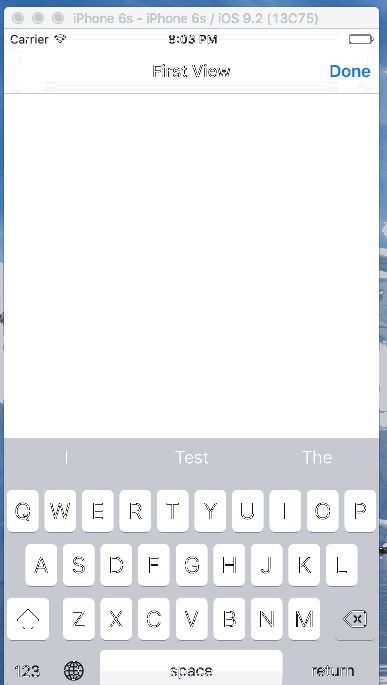 iPhone 6s - iPhone 6s / iOS 9.2 (13C75)
Carrier 8:03 PM
First View Done
I Test The
Q W E R T Y U I O P
A S D F G H J K L
Z X C V B N M
123 space return